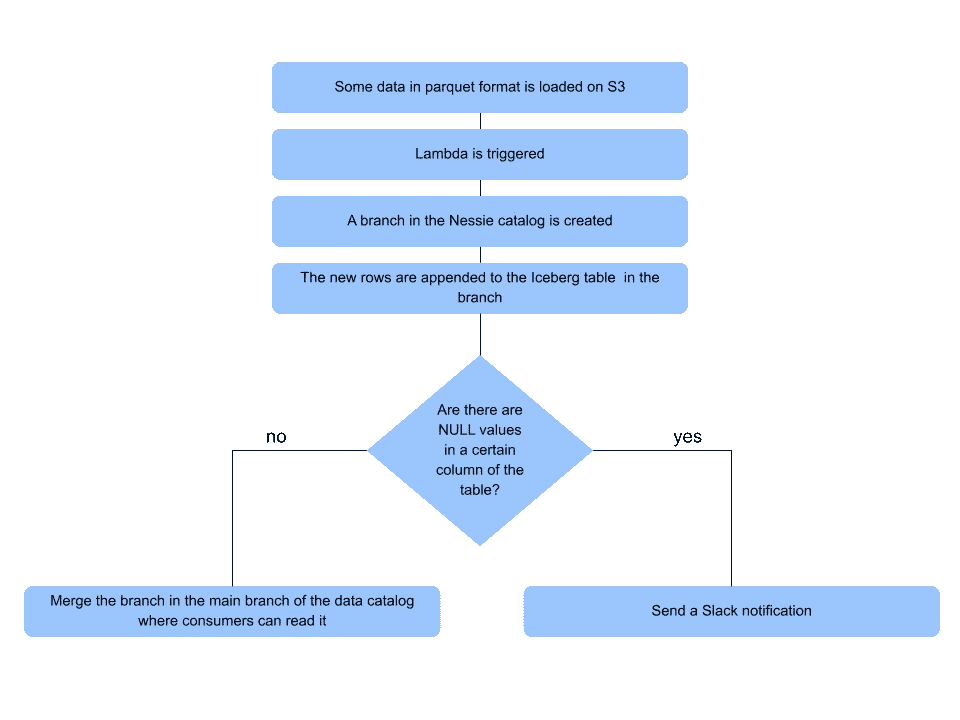 Some data in parquet format is loaded on S3
Lambda is triggered
A branch in the Nessie catalog is created
The new rows are appended to the Iceberg table  in the
branch
Are there are
NULL values
in a certain
column of the
table?
no
yes
Merge the branch in the main branch of the data catalog
where consumers can read it
Send a Slack notification